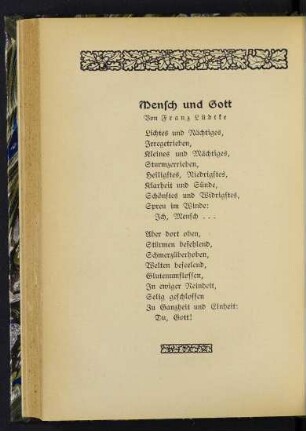 Mensch und Gott
Von Franz Lüdtke
Lichtes und Nächtiges,
Irregetrieben,
Kleines und Mächtiges,
Sturmzerrieben,
Heiligstes, Niedrigstes,
Klarheit und Sünde,
Schönstes und Widrigstes,
Spreu im Winde:
Ich, Mensch . . .
Aber dort oben,
Stürmen befehlend,
Schmerzüberhoben,
Welten beseelend,
Glutenumflossen,
In ewiger Reinheit,
Selig geschlossen
Zu Ganzheit und Einheit:
Du, Gott!